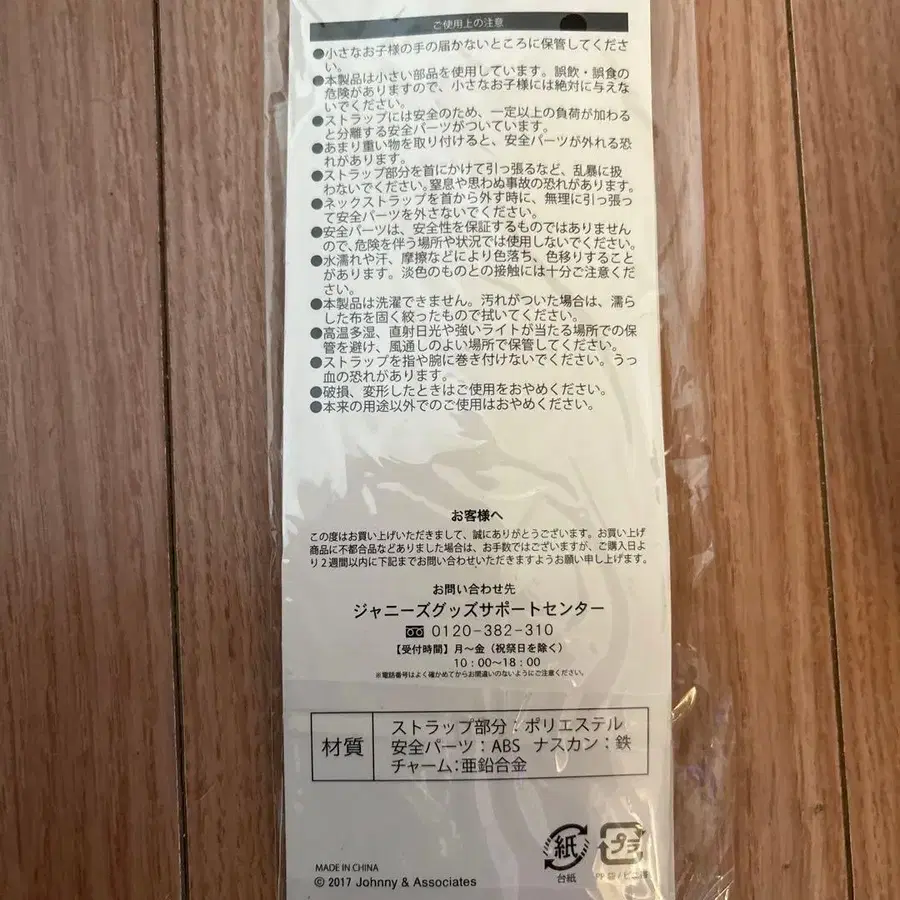 ご使用上の注意
●小さなお子様の手の届かないところに保管してくださ
い。
●本製品は小さい部品を使用しています。誤飲・誤食の
危険がありますので、小さなお子様には絶対に与えな
いでください。
●ストラップには安全のため、一定以上の負荷が加わる
と分離する安全パーツがついています。
●あまり重い物を取り付けると、安全パーツが外れる恐
れがあります。
●ストラップ部分を首にかけて引っ張るなど、乱暴に扱
わないでください。窒息や思わぬ事故の恐れがあります。
●ネックストラップを首から外す時に、無理に引っ張っ
て安全パーツを外さないでください。
●安全パーツは、安全性を保証するものではありません
ので、危険を伴う場所や状況では使用しないでください。
●水濡れや汗、摩擦などにより色落ち、色移りすること
があります。淡色のものとの接触には十分ご注意くだ
さい。
●本製品は洗濯できません。汚れがついた場合は、濡ら
した布を固く絞ったもので拭いてください。
●高温多湿、直射日光や強いライトが当たる場所での保
管を避け、風通しのよい場所で保管してください。
●ストラップを指や腕に巻き付けないでください。うっ
血の恐れがあります。
●破損、変形したときはご使用をおやめください。
●本来の用途以外でのご使用はおやめください。
お客様へ
この度はお買い上げいただきまして、誠にありがとうございます。お買い上げ
商品に不都合品などありました場合は、お手数ではございますが、ご購入日よ
り2週間以内に下記までお問い合わせいただきますようお願い申し上げます。
お問い合わせ先
ジャニーズグッズサポートセンター
0120-382-310
【受付時間】月〜金（祝祭日を除く）
10：00〜18：00
※電話番号はよく確かめてからお間違いのないようにご注意ください。
材質
ストラップ部分：ポリエステル
安全パーツ：ABS ナスカン：鉄
チャーム：亜鉛合金
紙
プラ
台紙
MADE IN CHINA
© 2017 Johnny & Associates